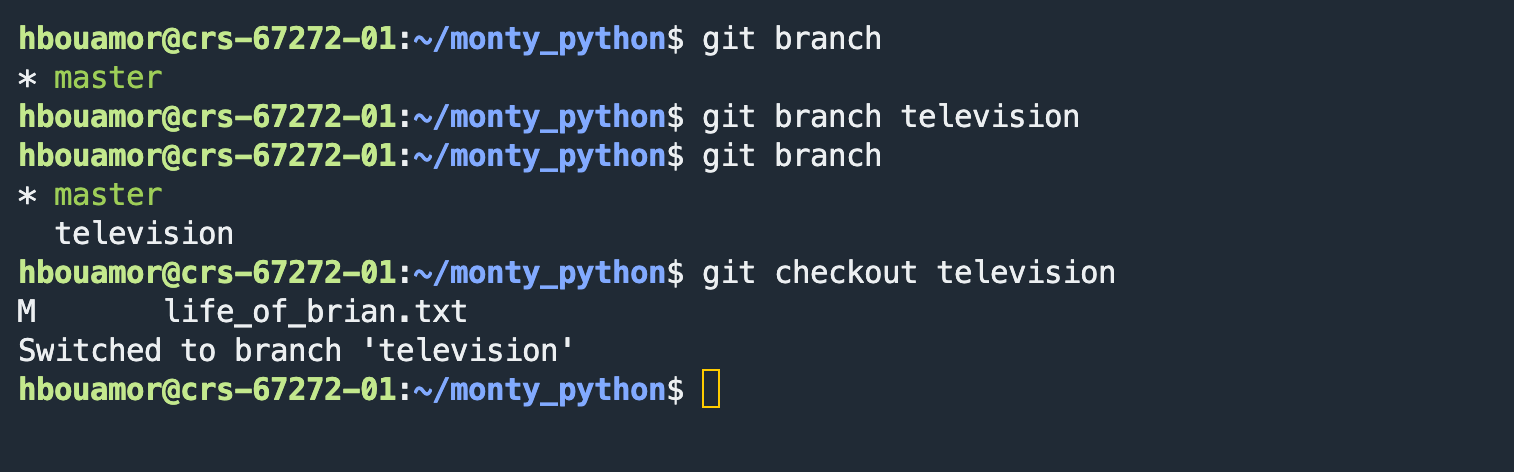 hbouamor@crs-67272-01:~/monty_python$ git branch
* master
hbouamor@crs-67272-01:~/monty_python$ git branch television
hbouamor@crs-67272-01:~/monty_python$ git branch
* master
  television
hbouamor@crs-67272-01:~/monty_python$ git checkout television
M       life_of_brian.txt
Switched to branch 'television'
hbouamor@crs-67272-01:~/monty_python$